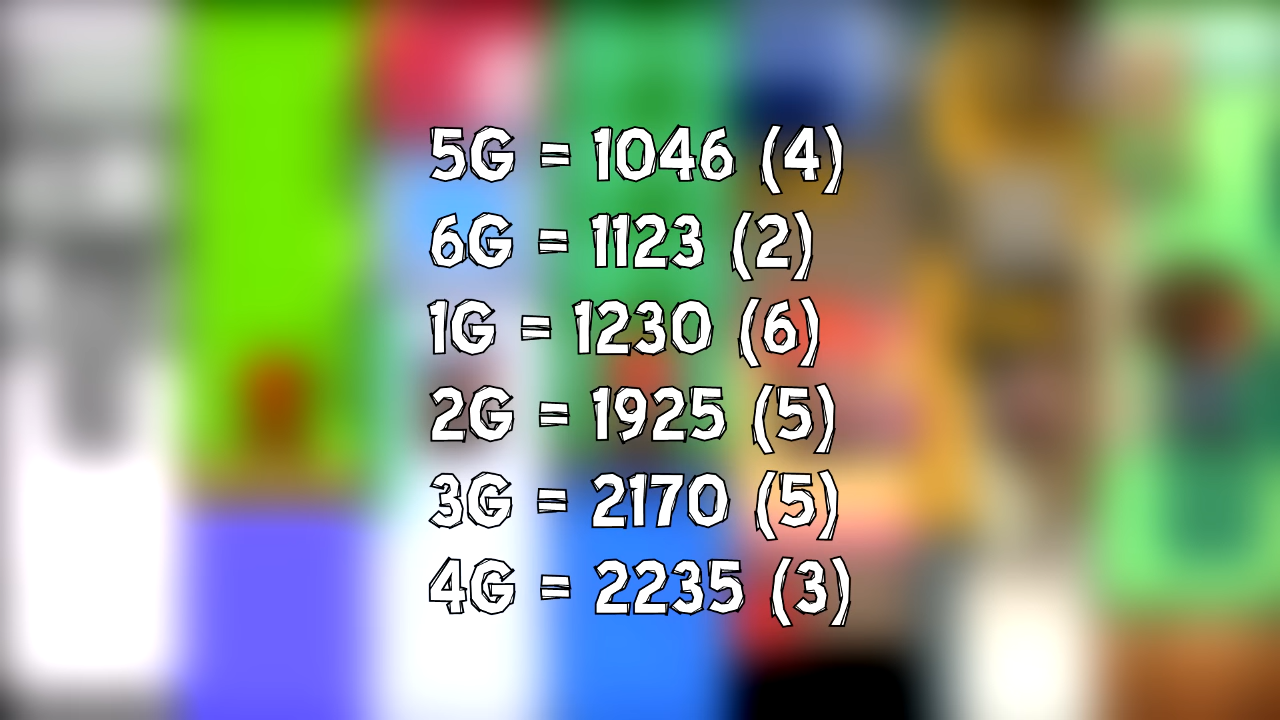 5G = 1046 (4)
6G = 1123 (2)
1G = 1230 (6)
2G = 1925 (5)
3G = 2170 (5)
4G = 2235 (3)